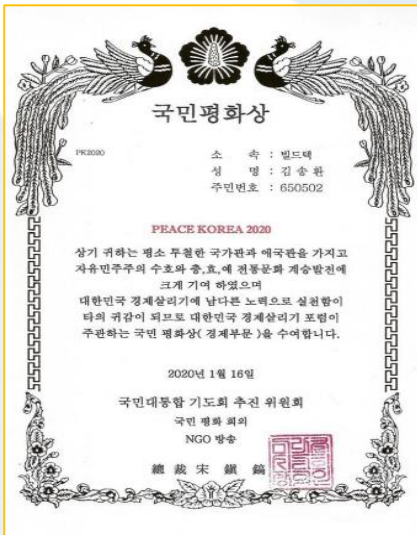 국민평화상
PK2020
소 속 : 빌드택
성 명 : 김송환
주민번호 : 650502
PEACE KOREA 2020
상기 귀하는 평소 투철한 국가관과 애국관을 가지고
자유민주주의 수호와 충,효,예 전통문화 계승발전에
크게 기여 하였으며
대한민국 경제살리기에 남다른 노력으로 실천함이
타의 귀감이 되므로 대한민국 경제살리기 포럼이
주관하는 국민 평화상( 경제부문 )을 수여합니다.
2020년 1월 16일
국민대통합 기도회 추진 위원회
국민 평화 회의
NGO 방송
總裁 宋 鎭 鎬